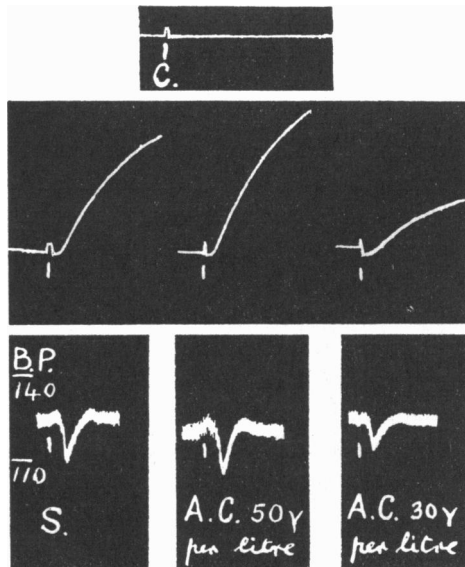 C.
B.P.
140
110
S.
A.C. 50γ
per litre
A.C. 30γ
per litre